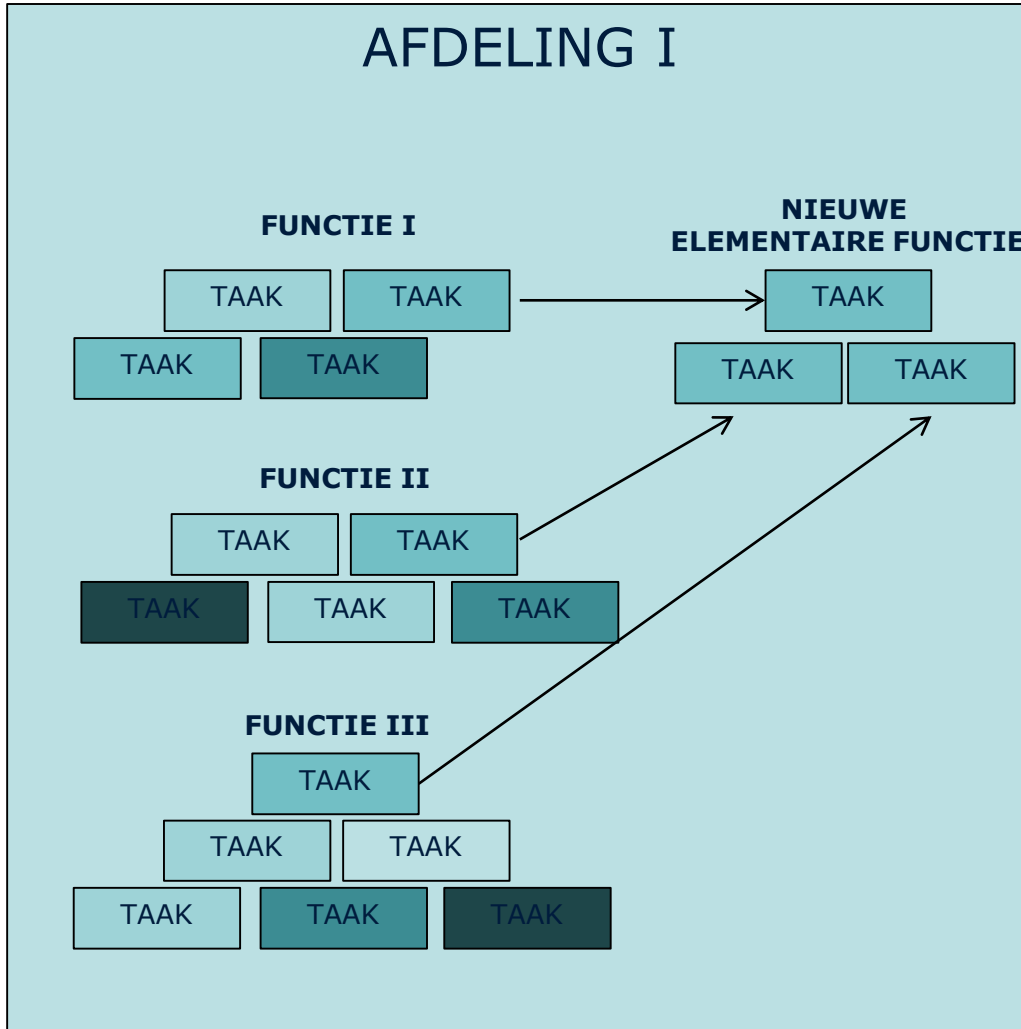 AFDELING I
FUNCTIE I
NIEUWE
ELEMENTAIRE FUNCTIE
TAAK TAAK TAAK
TAAK TAAK TAAK TAAK
FUNCTIE II
TAAK TAAK
TAAK TAAK TAAK
FUNCTIE III
TAAK
TAAK TAAK
TAAK TAAK TAAK